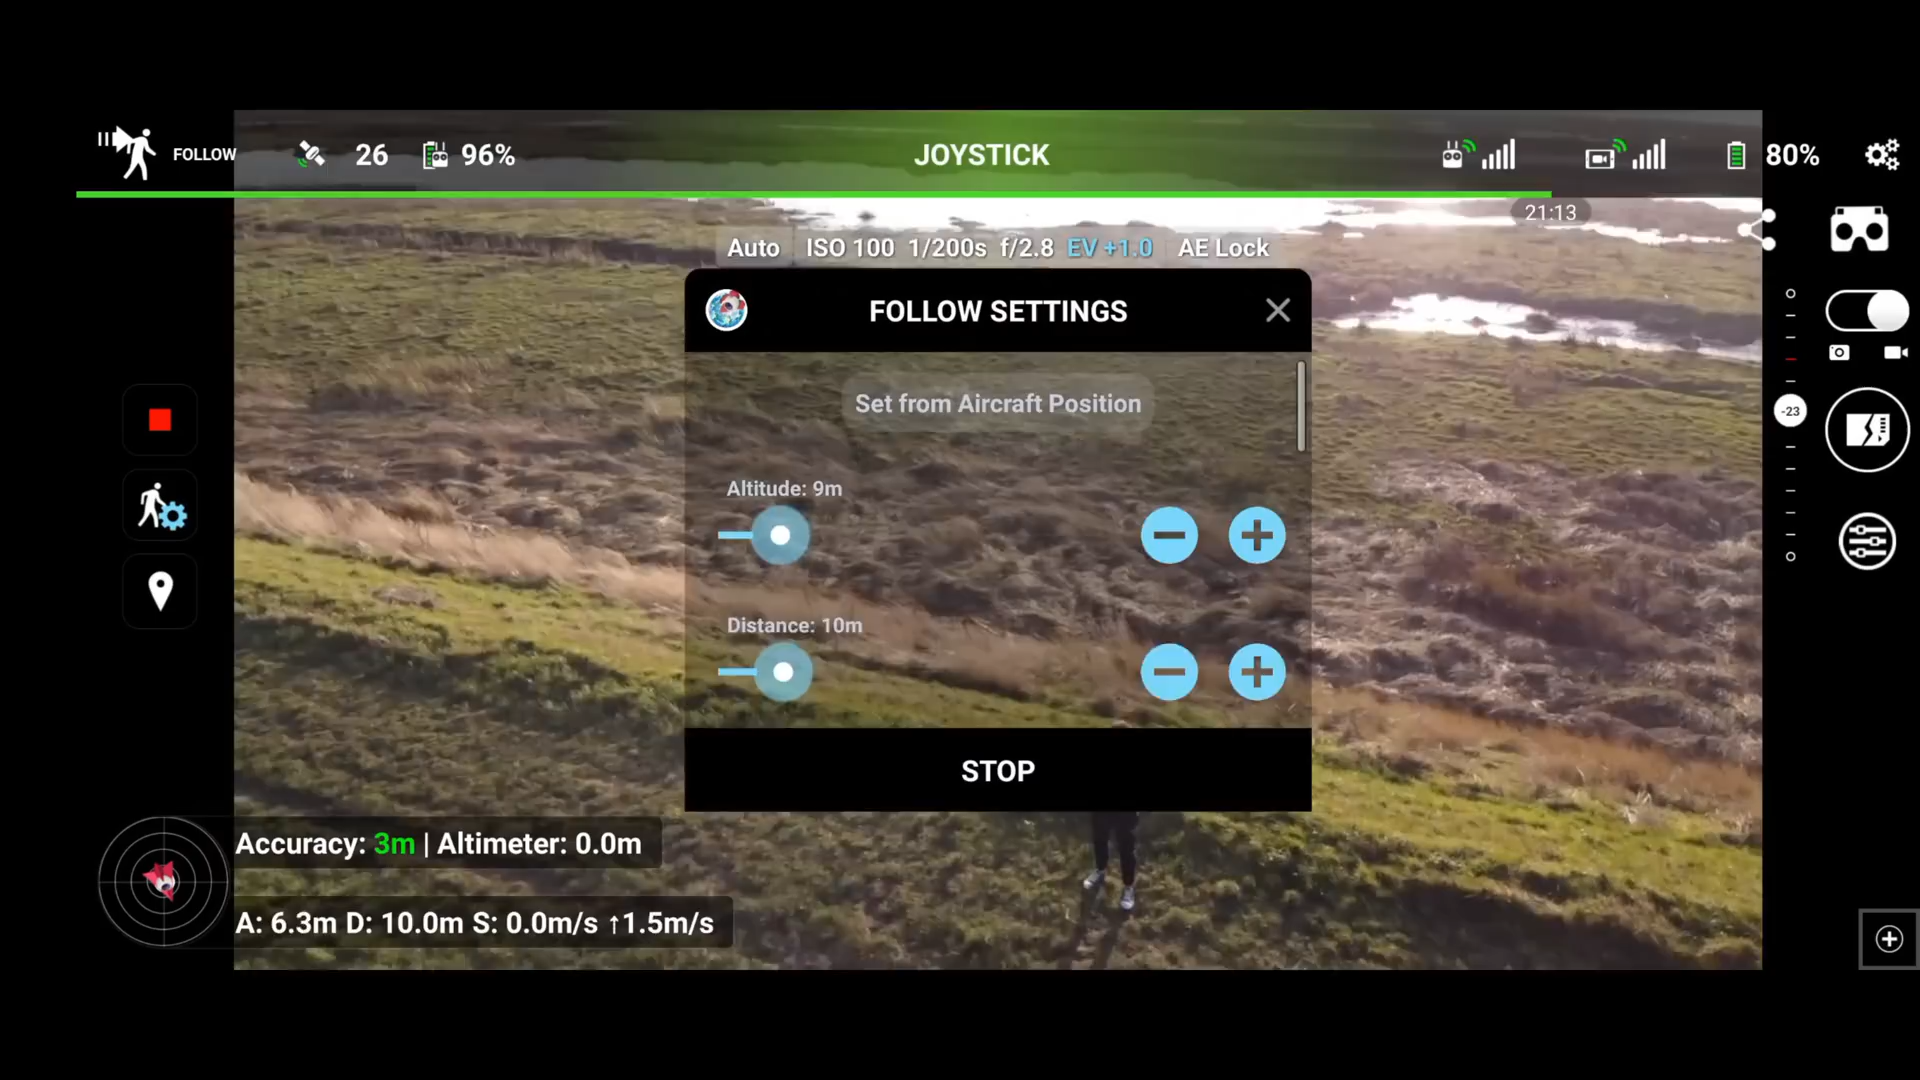 FOLLOW 26 96% JOYSTICK 80%
21:13
Auto ISO 100 1/200s f/2.8 EV +1.0 AE Lock
FOLLOW SETTINGS
Set from Aircraft Position
-23
Altitude: 9m
Distance: 10m
STOP
Accuracy: 3m | Altimeter: 0.0m
A: 6.3m D: 10.0m S: 0.0m/s ↑1.5m/s